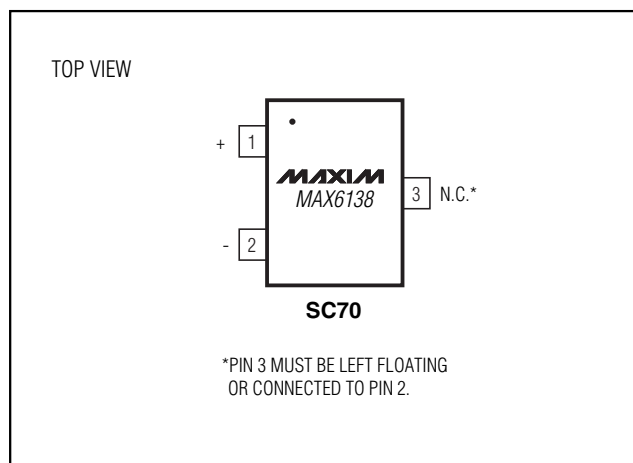 TOP VIEW
+ 1
MAXIM
MAX6138
3 N.C.*
- 2
SC70
*PIN 3 MUST BE LEFT FLOATING
OR CONNECTED TO PIN 2.